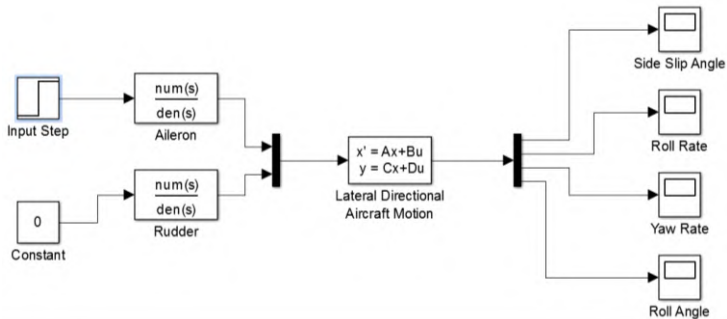 Input Step
num(s)
den(s)
Aileron
0
Constant
num(s)
den(s)
Rudder
x' = Ax+Bu
y = Cx+Du
Lateral Directional
Aircraft Motion
Side Slip Angle
Roll Rate
Yaw Rate
Roll Angle